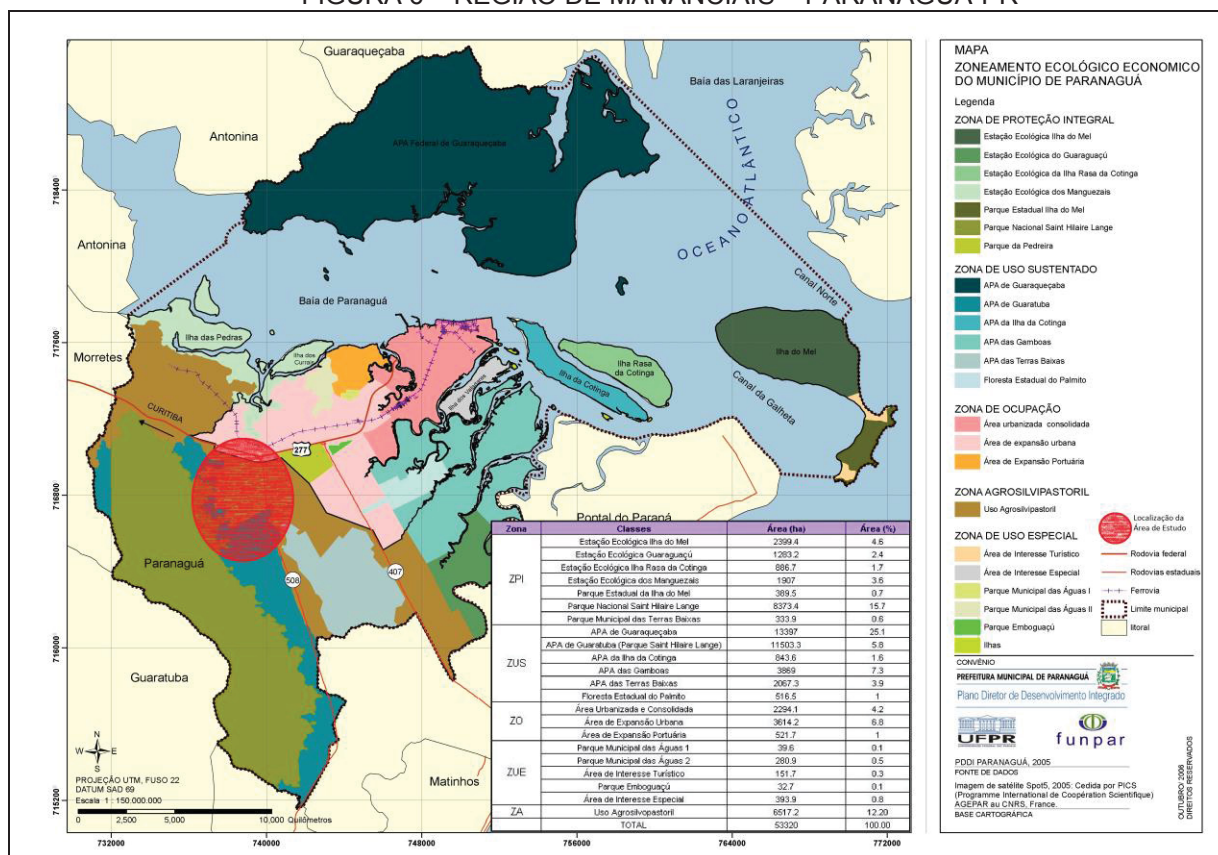 FIGURA 6 – REGIÃO DE MANANCIAIS – PARANAGUÁ PR
Guaraqueçaba
Baía das Laranjeiras
Antonina
APA Federal de Guaraqueçaba
OCEANO ATLÂNTICO
718400
Antonina
Canal Norte
Baía de Paranaguá
Ilha das Pedras
717600
Ilha dos Currais
Ilha do Mel
Morretes
Ilha Rasa da Cotinga
Ilha da Cotinga
Ilha dos Valadares
Canal da Galheta
CURITIBA
277
716800
Pontal do Paraná
Paranaguá
508
407
716000
Guaratuba
Matinhos
N
W E
S
PROJEÇÃO UTM, FUSO 22
DATUM SAD 69
Escala 1 : 150.000.000
0 2,500 5,000 10,000 Quilómetros
715200
732000 740000 748000 756000 764000 772000
Zona Classes Área (ha) Área (%)
ZPI
Estação Ecológica Ilha do Mel 2399.4 4.6
Estação Ecológica Guaraguaçú 1283.2 2.4
Estação Ecológica Ilha Rasa da Cotinga 886.7 1.7
Estação Ecológica dos Manguezais 1907 3.6
Parque Estadual da Ilha do Mel 389.5 0.7
Parque Nacional Saint Hilaire Lange 8373.4 15.7
Parque Municipal das Terras Baixas 333.9 0.6
ZUS
APA de Guaraqueçaba 13397 25.1
APA de Guaratuba (Parque Saint Hilaire Lange) 11503.3 5.8
APA da Ilha da Cotinga 843.6 1.6
APA das Gamboas 3869 7.3
APA das Terras Baixas 2067.3 3.9
Floresta Estadual do Palmito 516.5 1
ZO
Área Urbanizada e Consolidada 2294.1 4.2
Área de Expansão Urbana 3614.2 6.8
Área de Expansão Portuária 521.7 1
ZUE
Parque Municipal das Águas 1 39.6 0.1
Parque Municipal das Águas 2 280.9 0.5
Área de Interesse Turístico 151.7 0.3
Parque Emboguaçú 32.7 0.1
Área de Interesse Especial 393.9 0.8
ZA
Uso Agrosilvopastil 6517.2 12.20
TOTAL 53320 100.00
MAPA
ZONEAMENTO ECOLÓGICO ECONOMICO
DO MUNICÍPIO DE PARANAGUÁ
Legenda
ZONA DE PROTEÇÃO INTEGRAL
Estação Ecológica Ilha do Mel
Estação Ecológica do Guaraguaçú
Estação Ecológica da Ilha Rasa da Cotinga
Estação Ecológica dos Manguezais
Parque Estadual Ilha do Mel
Parque Nacional Saint Hilaire Lange
Parque da Pedreira
ZONA DE USO SUSTENTADO
APA de Guaraqueçaba
APA de Guaratuba
APA da Ilha da Cotinga
APA das Gamboas
APA das Terras Baixas
Floresta Estadual do Palmito
ZONA DE OCUPAÇÃO
Área urbanizada consolidada
Área de expansão urbana
Área de Expansão Portuária
ZONA AGROSILVIPASTORIL
Uso Agrosilvipastoril
ZONA DE USO ESPECIAL
Área de Interesse Turístico
Área de Interesse Especial
Parque Municipal das Águas I
Parque Municipal das Águas II
Parque Emboguaçú
Ilhas
Localização da
Área de Estudo
Rodovia federal
Rodovias estaduais
Ferrovia
Limite municipal
litoral
CONVÊNIO
PREFEITURA MUNICIPAL DE PARANAGUÁ
Plano Diretor de Desenvolvimento Integrado
UFPR
funpar
PDDI PARANAGUÁ, 2005
FONTE DE DADOS
Imagem de satélite Spot5, 2005: Cedida por PICS
(Programme International de Coopération Scientifique)
AGEPAR au CNRS, France.
BASE CARTOGRÁFICA
OUTUBRO/ 2006
DIREITOS RESERVADOS